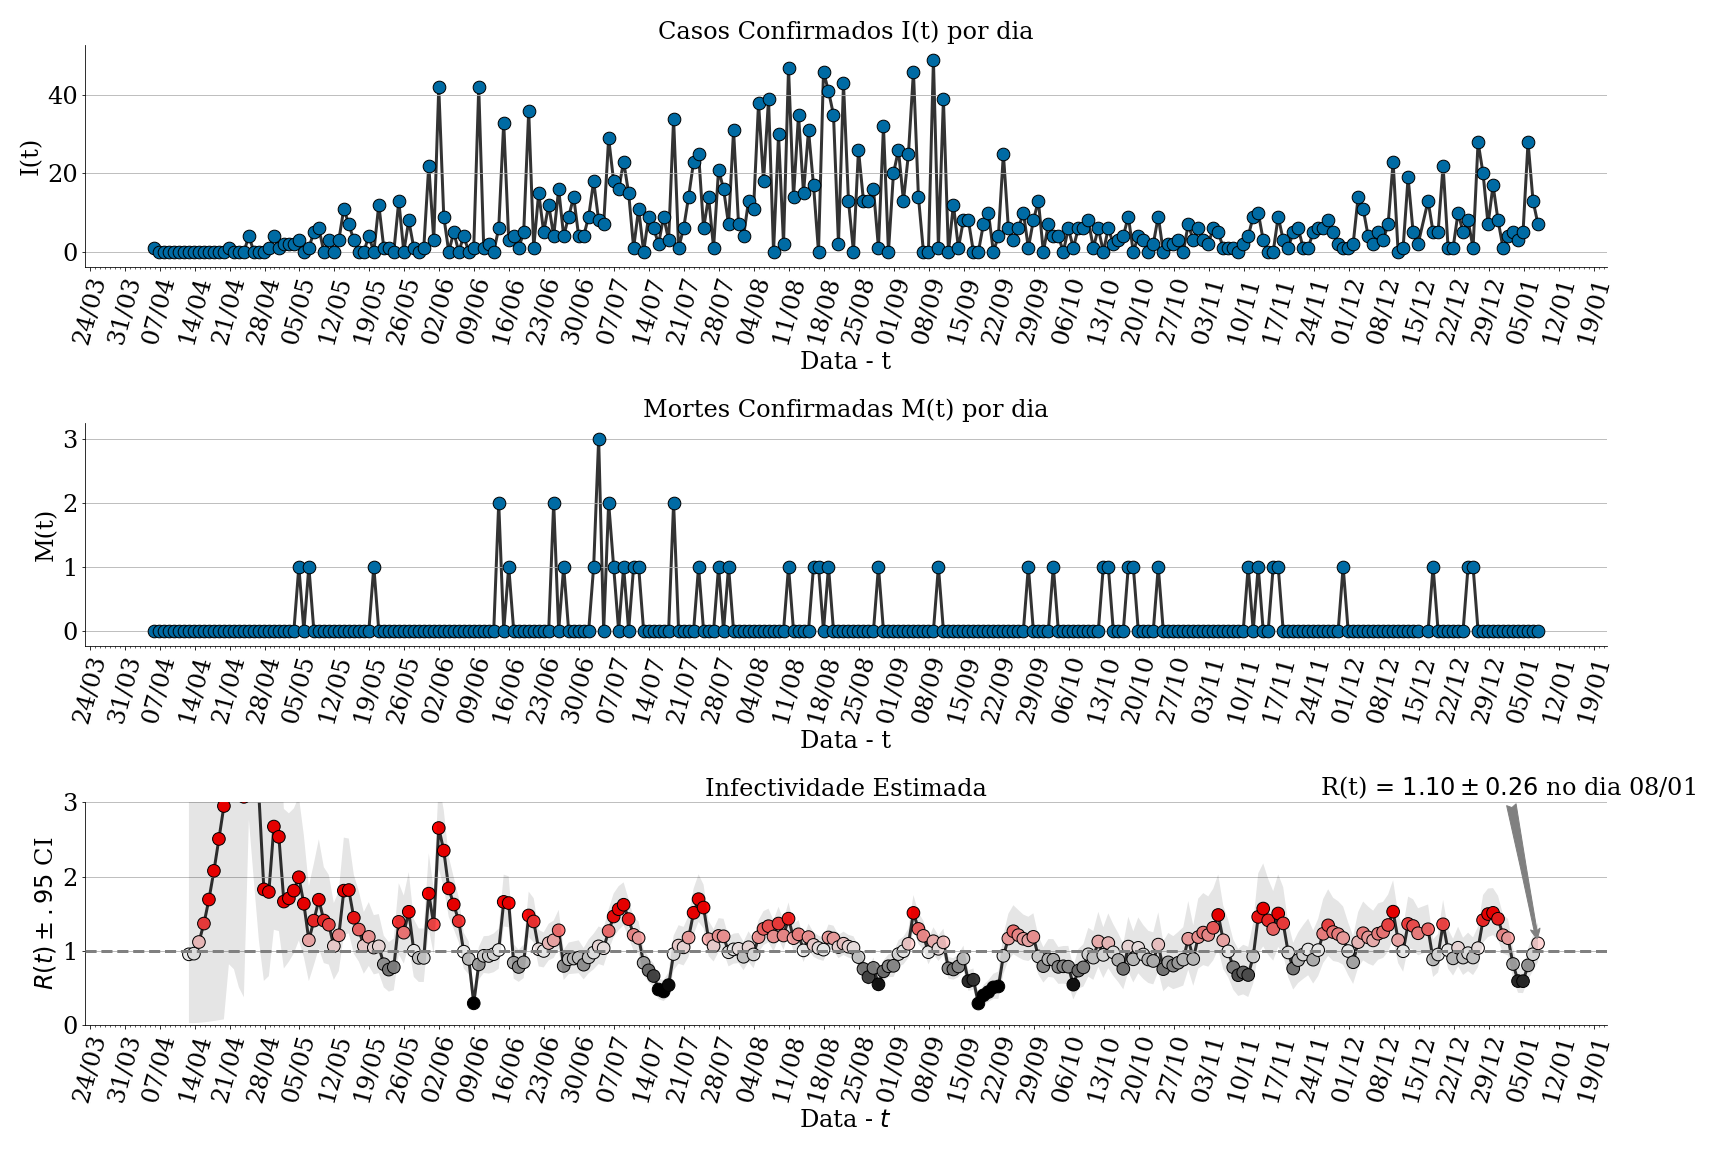 Casos Confirmados I(t) por dia
I(t)
40
20
0
24/03 31/03 07/04 14/04 21/04 28/04 05/05 12/05 19/05 26/05 02/06 09/06 16/06 23/06 30/06 07/07 14/07 21/07 28/07 04/08 11/08 18/08 25/08 01/09 08/09 15/09 22/09 29/09 06/10 13/10 20/10 27/10 03/11 10/11 17/11 24/11 01/12 08/12 15/12 22/12 29/12 05/01 12/01 19/01
Data - t
Mortes Confirmadas M(t) por dia
M(t)
3
2
1
0
24/03 31/03 07/04 14/04 21/04 28/04 05/05 12/05 19/05 26/05 02/06 09/06 16/06 23/06 30/06 07/07 14/07 21/07 28/07 04/08 11/08 18/08 25/08 01/09 08/09 15/09 22/09 29/09 06/10 13/10 20/10 27/10 03/11 10/11 17/11 24/11 01/12 08/12 15/12 22/12 29/12 05/01 12/01 19/01
Data - t
Infectividade Estimada
R(t) = 1.10 ± 0.26 no dia 08/01
R(t) ± .95 CI
3
2
1
0
24/03 31/03 07/04 14/04 21/04 28/04 05/05 12/05 19/05 26/05 02/06 09/06 16/06 23/06 30/06 07/07 14/07 21/07 28/07 04/08 11/08 18/08 25/08 01/09 08/09 15/09 22/09 29/09 06/10 13/10 20/10 27/10 03/11 10/11 17/11 24/11 01/12 08/12 15/12 22/12 29/12 05/01 12/01 19/01
Data - t